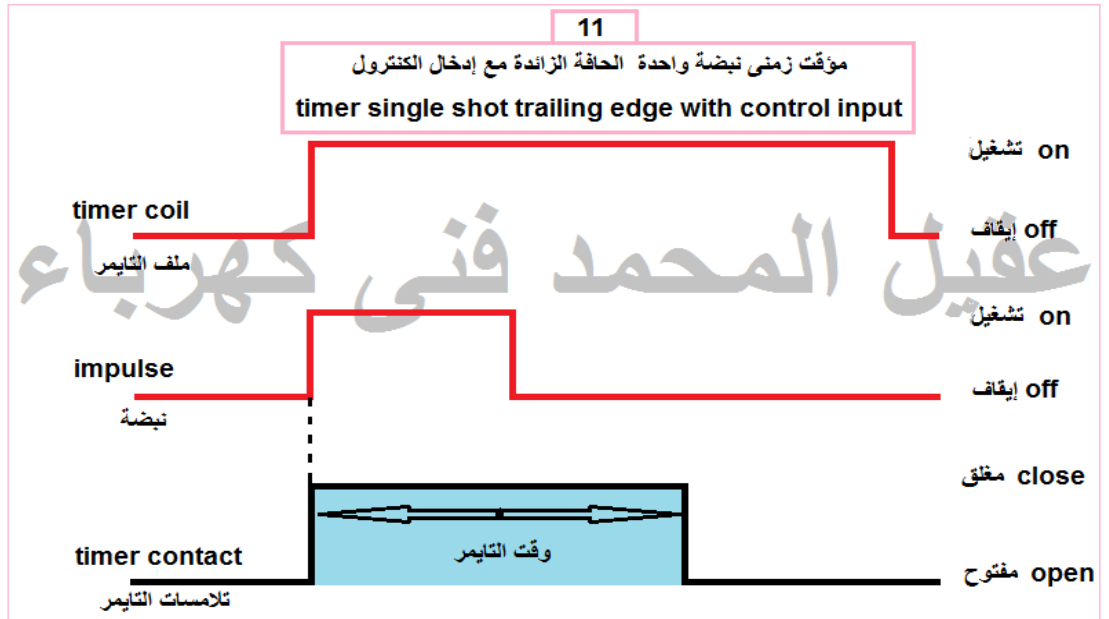 11
مؤقت زمنى نبضة واحدة الحافة الزائدة مع إدخال الكنترول
timer single shot trailing edge with control input
on تشغيل
timer coil
off إيقاف
ملف التايمر
عقيل المحمد فنى كهرباء
on تشغيل
impulse
off إيقاف
نبضة
close مغلق
وقت التايمر
timer contact
open مفتوح
تلامسات التايمر